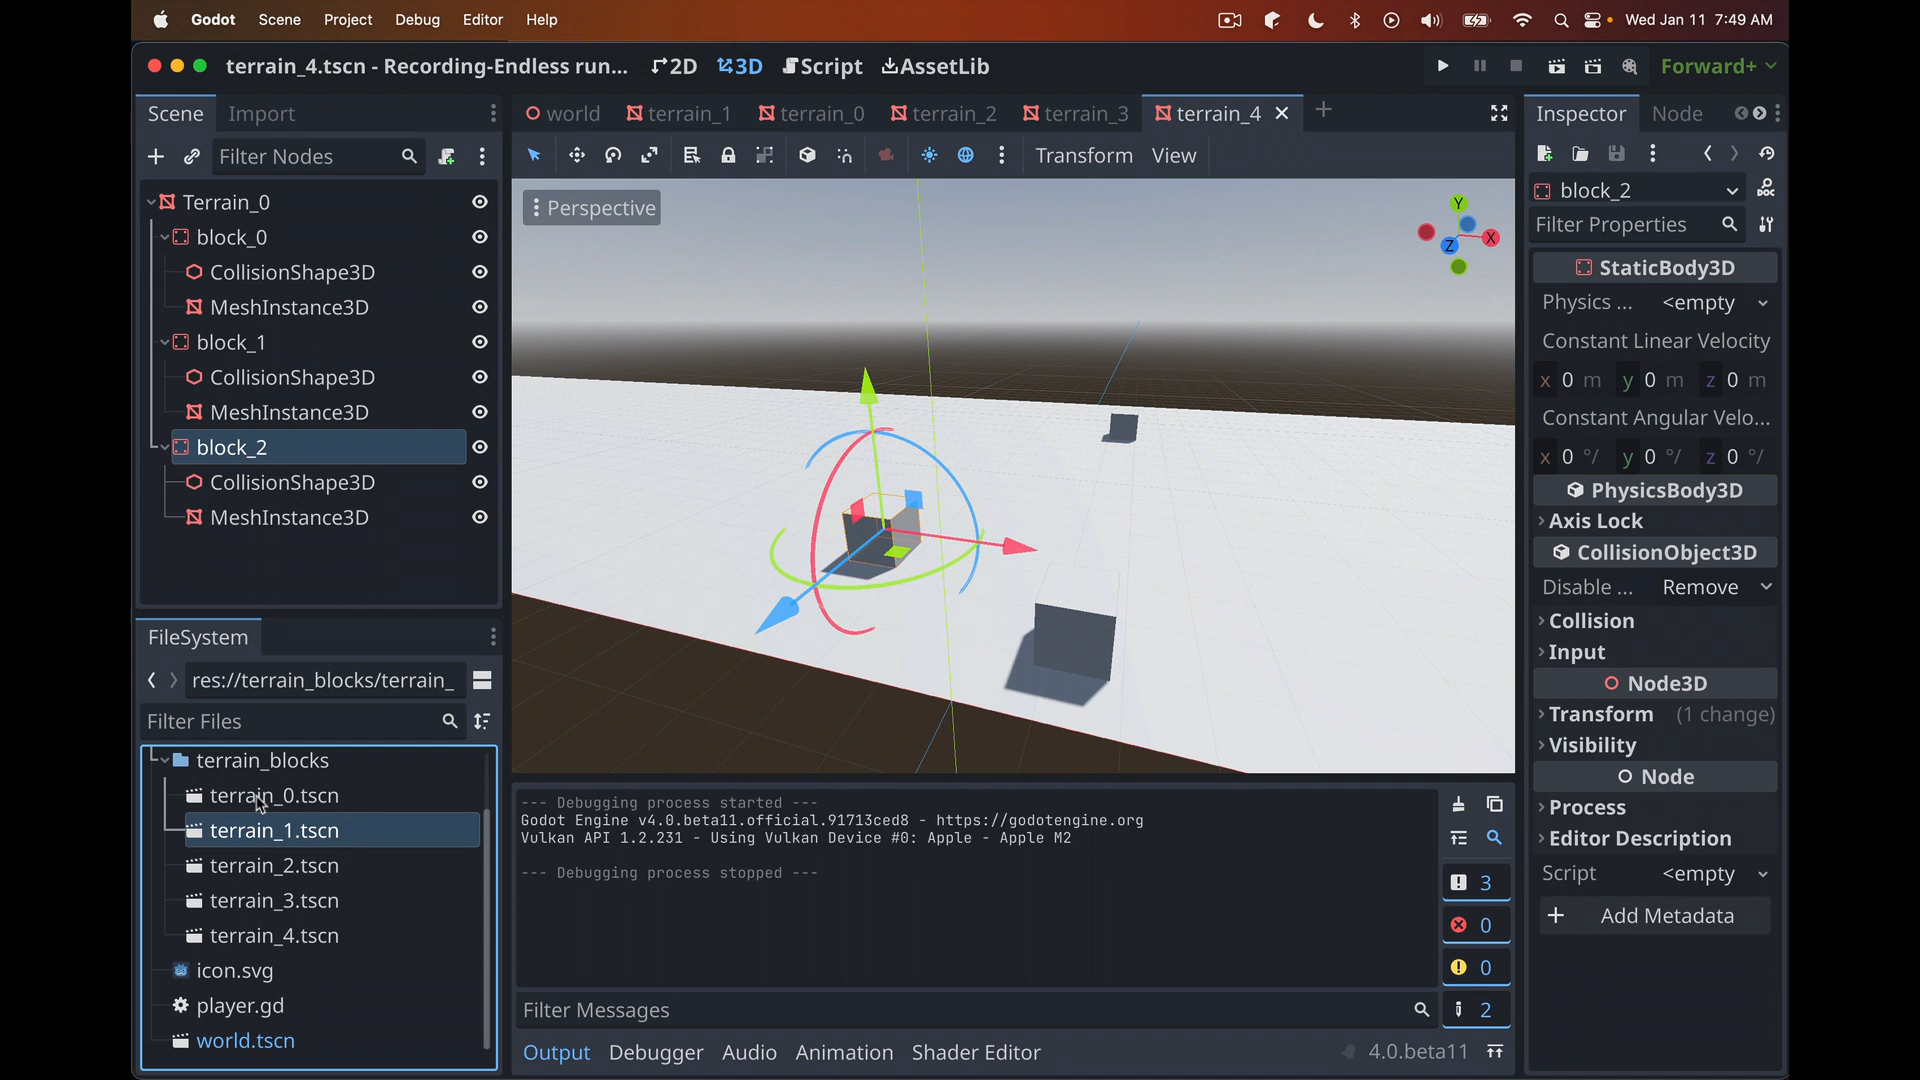 Godot Scene Project Debug Editor Help Wed Jan 11 7:49 AM
terrain_4.tscn - Recording-Endless run... 2D 3D Script AssetLib Forward+
Scene Import
world terrain_1 terrain_0 terrain_2 terrain_3 terrain_4
Inspector Node
Filter Nodes
Transform View
Terrain_0
block_0
CollisionShape3D
MeshInstance3D
block_1
CollisionShape3D
MeshInstance3D
block_2
CollisionShape3D
MeshInstance3D
Perspective
Y
X
Z
block_2
Filter Properties
StaticBody3D
Physics ... <empty
Constant Linear Velocity
x 0 m y 0 m z 0 m
Constant Angular Velo...
x 0 °/ y 0 °/ z 0 °/
PhysicsBody3D
Axis Lock
CollisionObject3D
Disable ... Remove
Collision
Input
Node3D
Transform (1 change)
Visibility
Node
Process
Editor Description
Script <empty
Add Metadata
FileSystem
res://terrain_blocks/terrain_
Filter Files
terrain_blocks
terrain_0.tscn
terrain_1.tscn
terrain_2.tscn
terrain_3.tscn
terrain_4.tscn
icon.svg
player.gd
world.tscn
--- Debugging process started ---
Godot Engine v4.0.beta11.official.91713ced8 - https://godotengine.org
Vulkan API 1.2.231 - Using Vulkan Device #0: Apple - Apple M2
--- Debugging process stopped ---
3
0
0
2
Filter Messages
Output Debugger Audio Animation Shader Editor 4.0.beta11